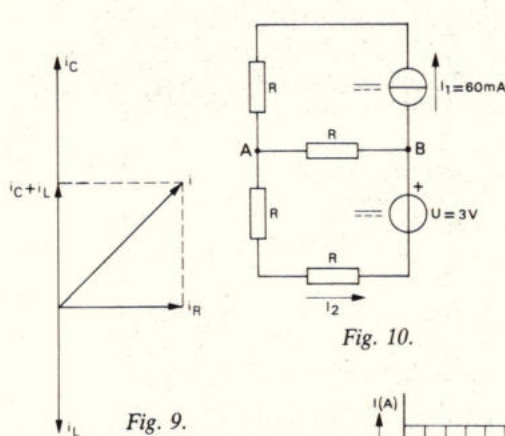 i_C
i_C+i_L
i
i_R
i_L
Fig. 9.
R
I_1=60mA
A
R
B
R
+
U=3V
R
I_2
Fig. 10.
I(A)